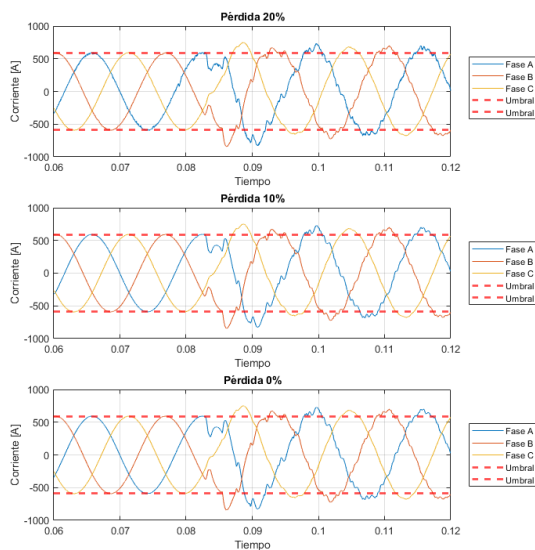 Pérdida 20%
1000
500
0
-500
-1000
Corriente [A]
0.06 0.07 0.08 0.09 0.1 0.11 0.12
Tiempo
Fase A
Fase B
Fase C
Umbral
Umbral
Pérdida 10%
1000
500
0
-500
-1000
Corriente [A]
0.06 0.07 0.08 0.09 0.1 0.11 0.12
Tiempo
Fase A
Fase B
Fase C
Umbral
Umbral
Pérdida 0%
1000
500
0
-500
-1000
Corriente [A]
0.06 0.07 0.08 0.09 0.1 0.11 0.12
Tiempo
Fase A
Fase B
Fase C
Umbral
Umbral